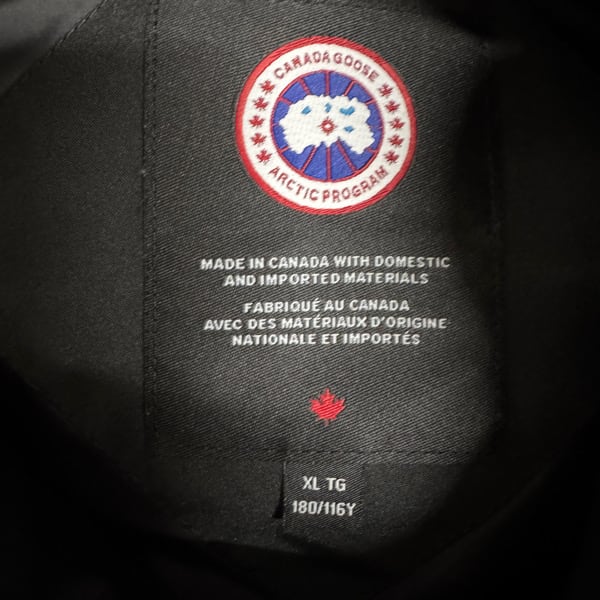 CANADA GOOSE
ARCTIC PROGRAM
MADE IN CANADA WITH DOMESTIC
AND IMPORTED MATERIALS
FABRIQUÉ AU CANADA
AVEC DES MATÉRIAUX D'ORIGINE
NATIONALE ET IMPORTÉS
XL TG
180/116Y